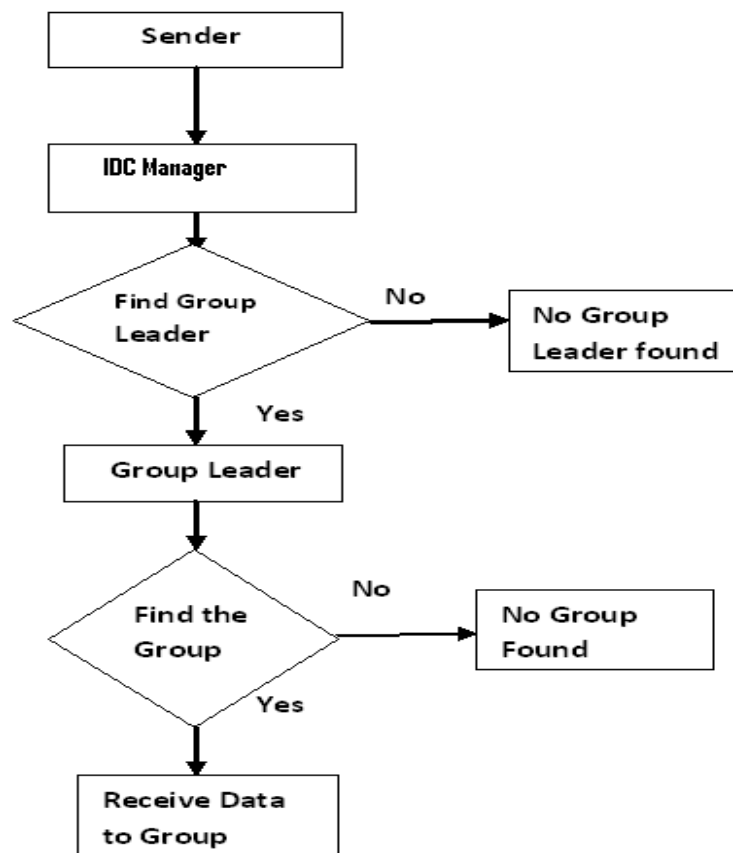 Sender
IDC Manager
Find Group
Leader
No
No Group
Leader found
Yes
Group Leader
Find the
Group
No
No Group
Found
Yes
Receive Data
to Group